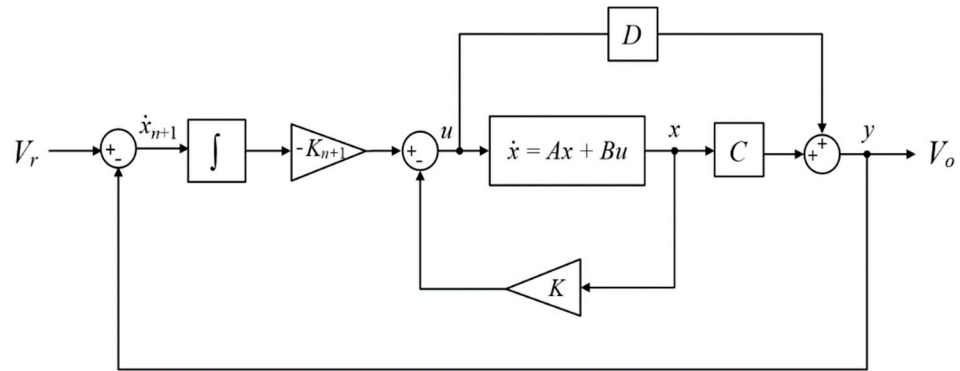 D
V_r
+
-
ẋ_{n+1}
∫
-K_{n+1}
+
-
u
ẋ = Ax + Bu
x
C
+
+
y
V_o
K